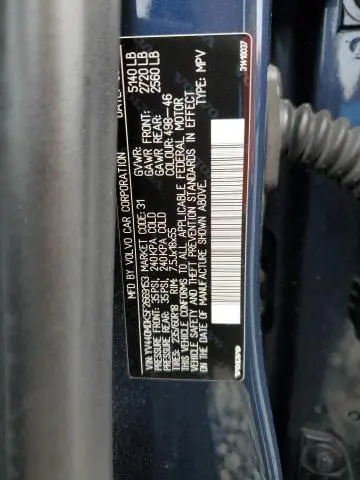 MFD BY: VOLVO CAR CORPORATION
GVWR: 5140 LB
GAWR FRONT: 2720 LB
GAWR REAR: 2560 LB
MARKET CODE:31 COLOUR:498--46
PRESSURE FRONT: 35PSI, 240KPA COLD
PRESSURE REAR: 35PSI, 240KPA COLD
TIRES: 235/60R18 RIM: 7.5Jx18x55
THIS VEHICLE CONFORMS TO ALL APPLICABLE FEDERAL MOTOR
VEHICLE SAFETY AND THEFT PREVENTION STANDARDS IN EFFECT
ON THE DATE OF MANUFACTURE SHOWN ABOVE.
TYPE: MPV
VOLVO